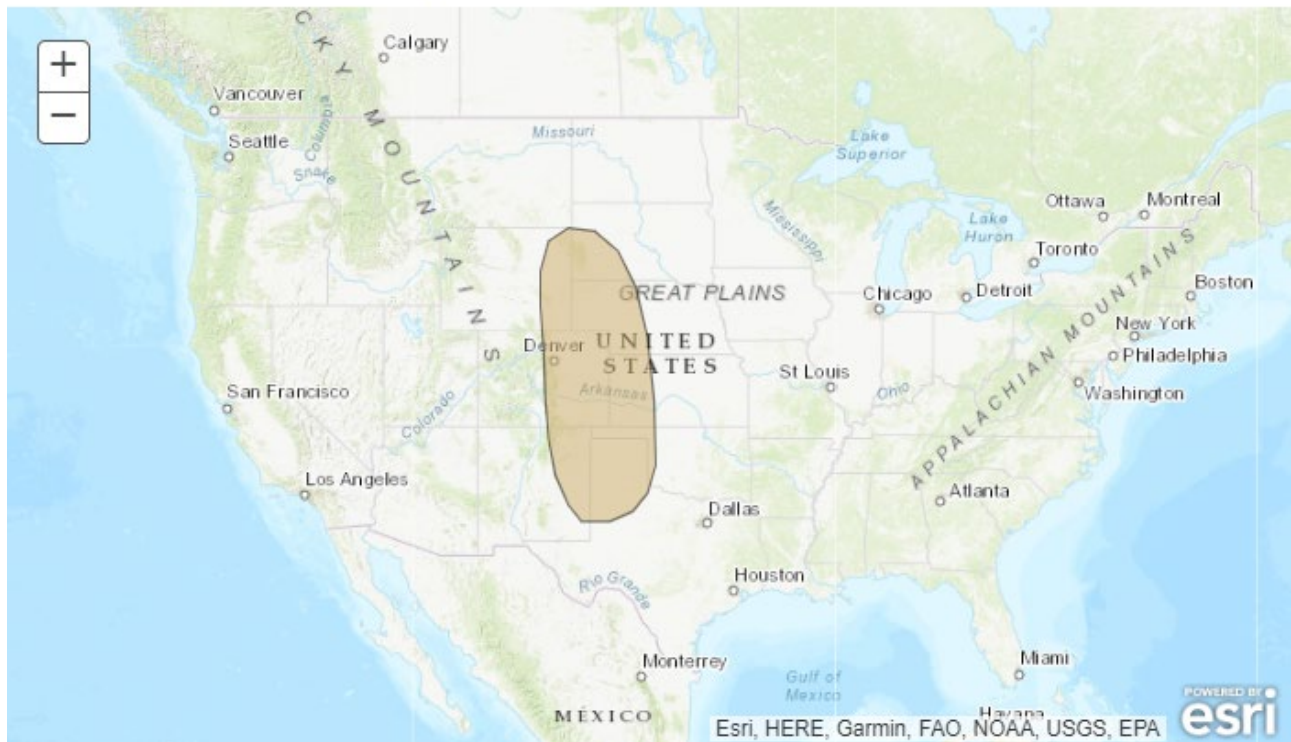 CKY MOUNTAINS
Calgary
+
−
Vancouver
Columbia
Seattle
Missouri
Lake
Superior
Snake
Ottawa
Montreal
Mississippi
Lake
Huron
Toronto
GREAT PLAINS
Chicago
Detroit
Boston
APPALACHIAN MOUNTAINS
New York
Denver
UNITED
STATES
Philadelphia
St Louis
Washington
San Francisco
Arkansas
Ohio
Colorado
Los Angeles
Atlanta
Dallas
Houston
Rio Grande
Monterrey
Miami
Gulf of
Mexico
MÉXICO
Havana
Esri, HERE, Garmin, FAO, NOAA, USGS, EPA
POWERED BY
esri